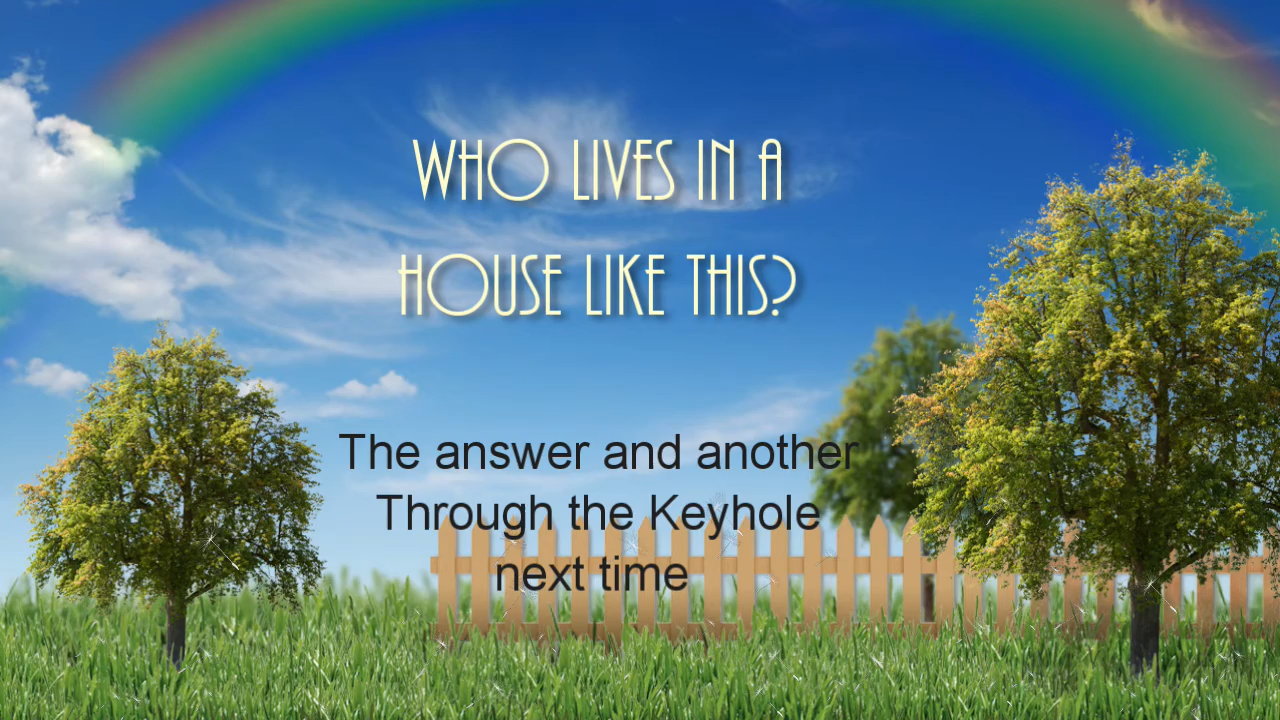 WHO LIVES IN A
HOUSE LIKE THIS?
The answer and another
Through the Keyhole
next time